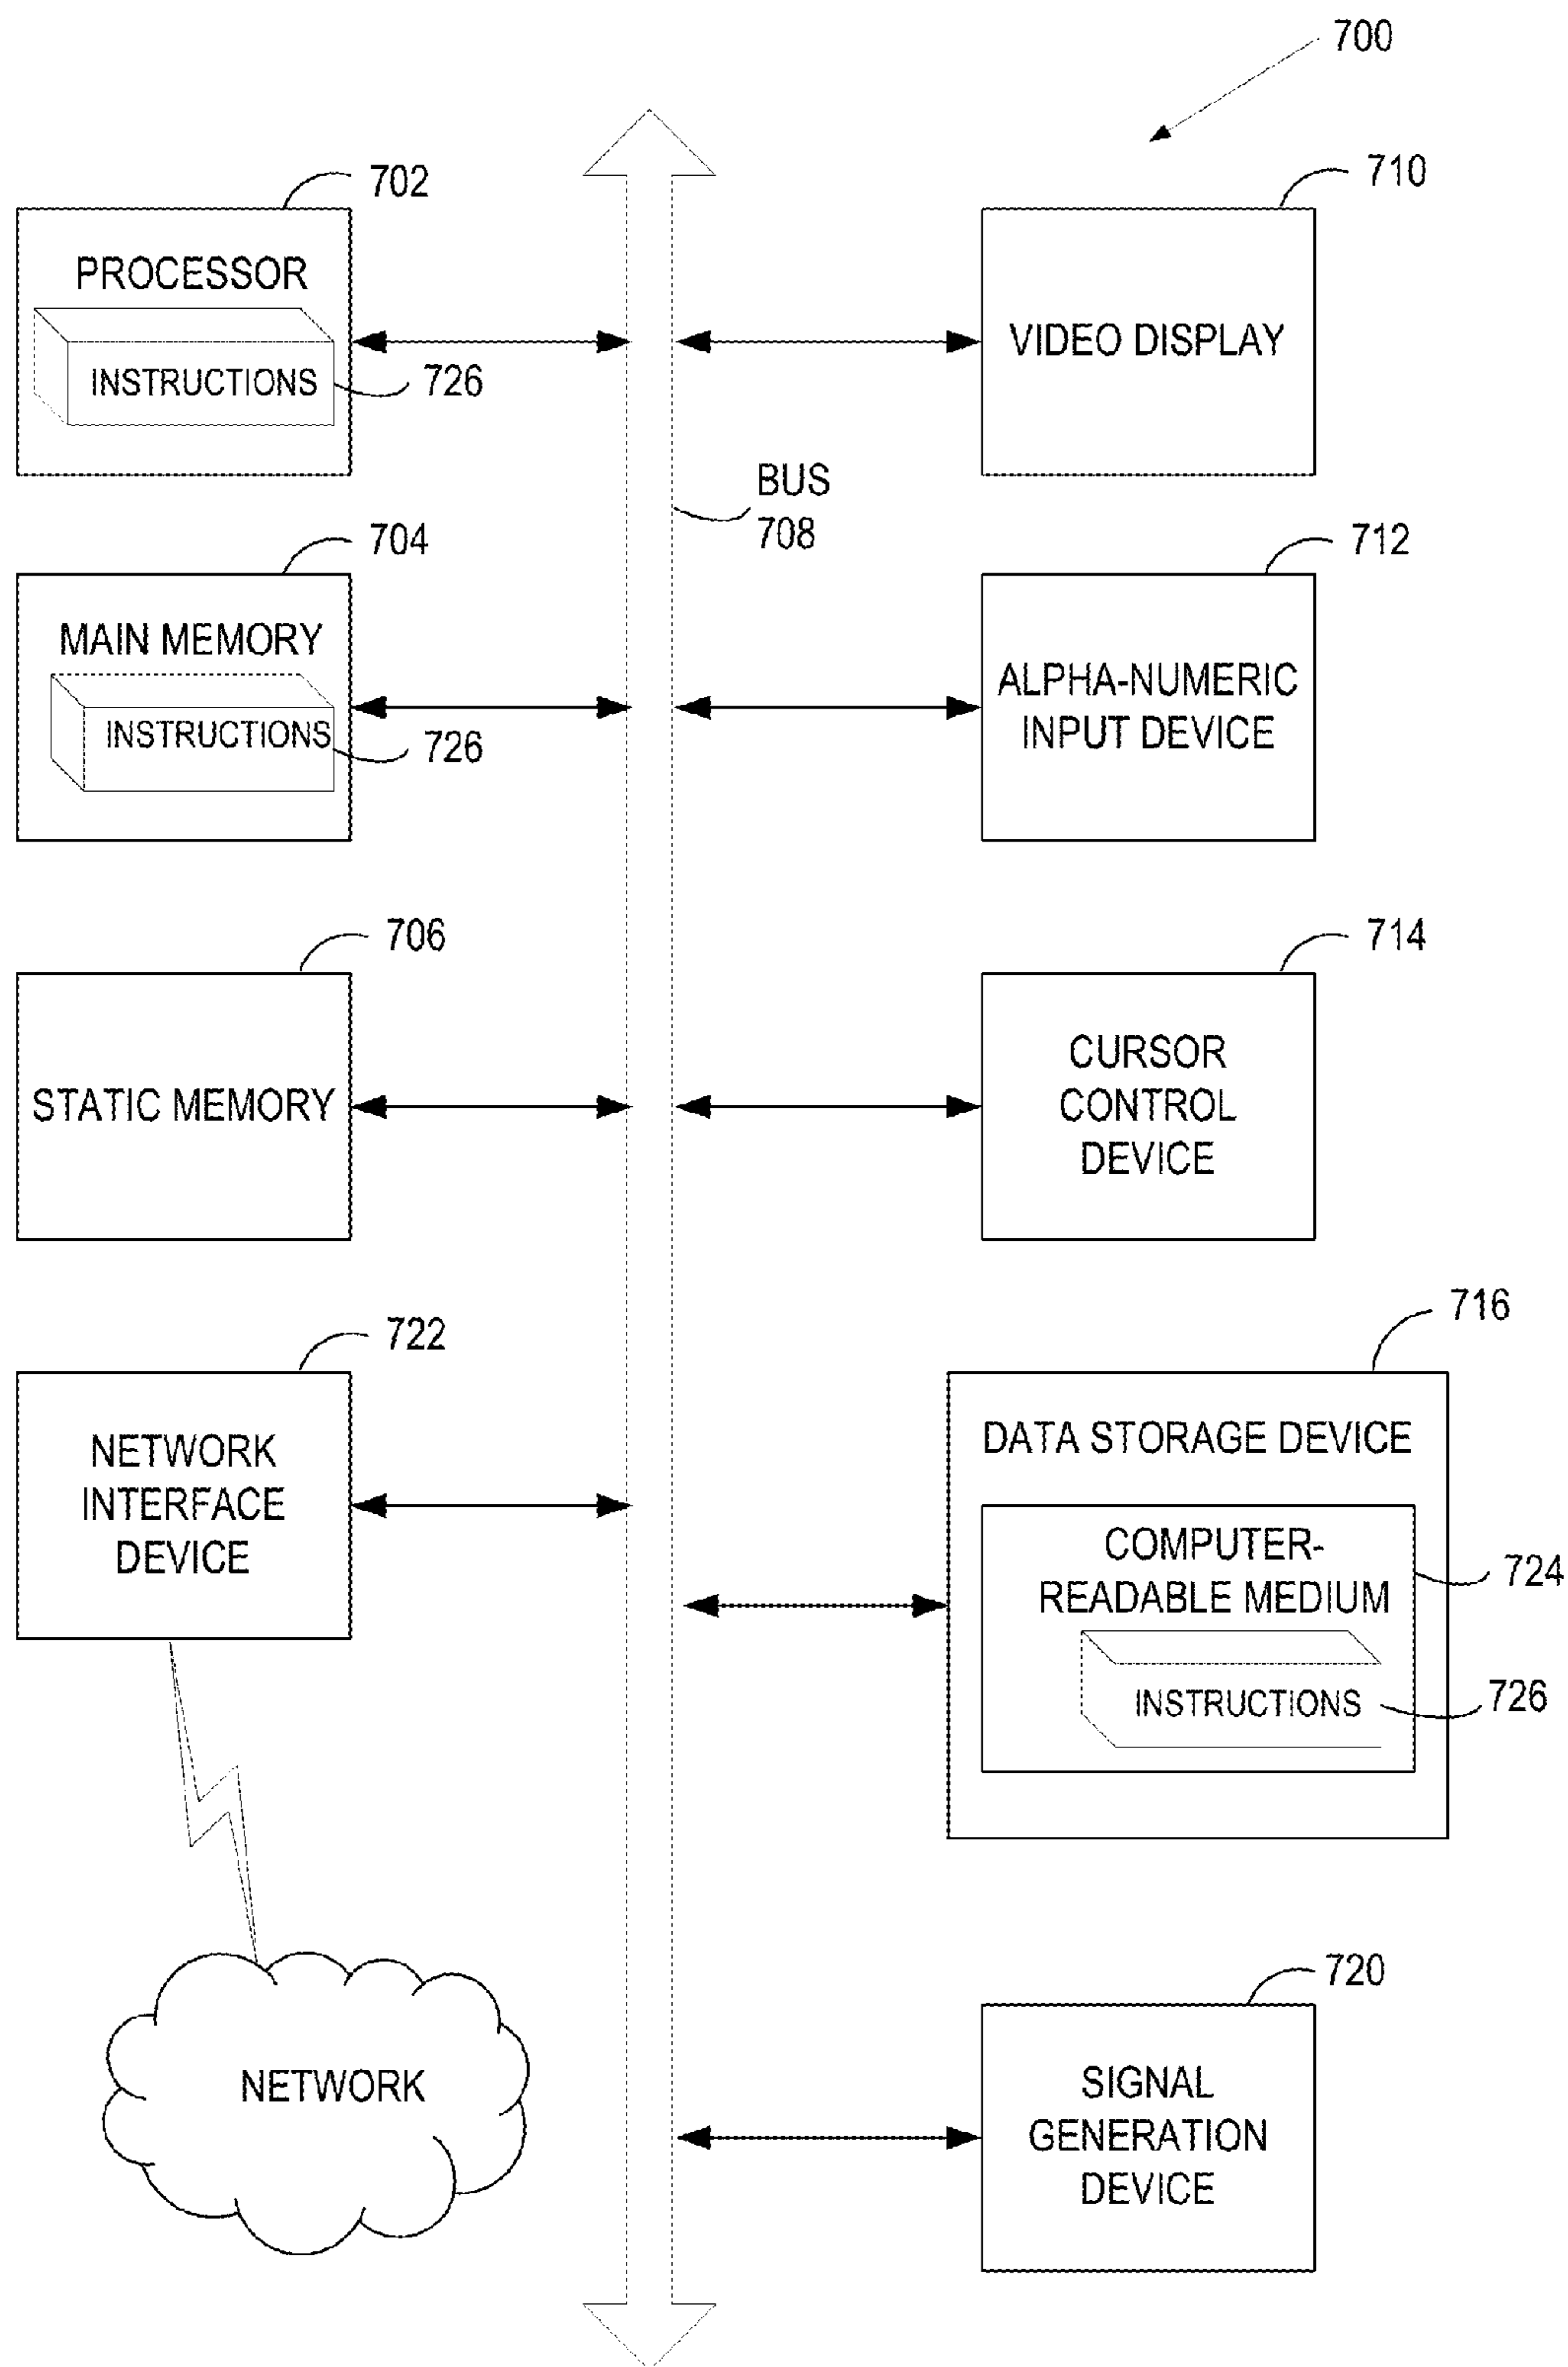 700
702
PROCESSOR
INSTRUCTIONS
726
710
VIDEO DISPLAY
BUS
708
704
MAIN MEMORY
INSTRUCTIONS
726
712
ALPHA-NUMERIC
INPUT DEVICE
706
STATIC MEMORY
714
CURSOR
CONTROL
DEVICE
722
NETWORK
INTERFACE
DEVICE
716
DATA STORAGE DEVICE
COMPUTER-
READABLE MEDIUM
724
INSTRUCTIONS
726
NETWORK
720
SIGNAL
GENERATION
DEVICE